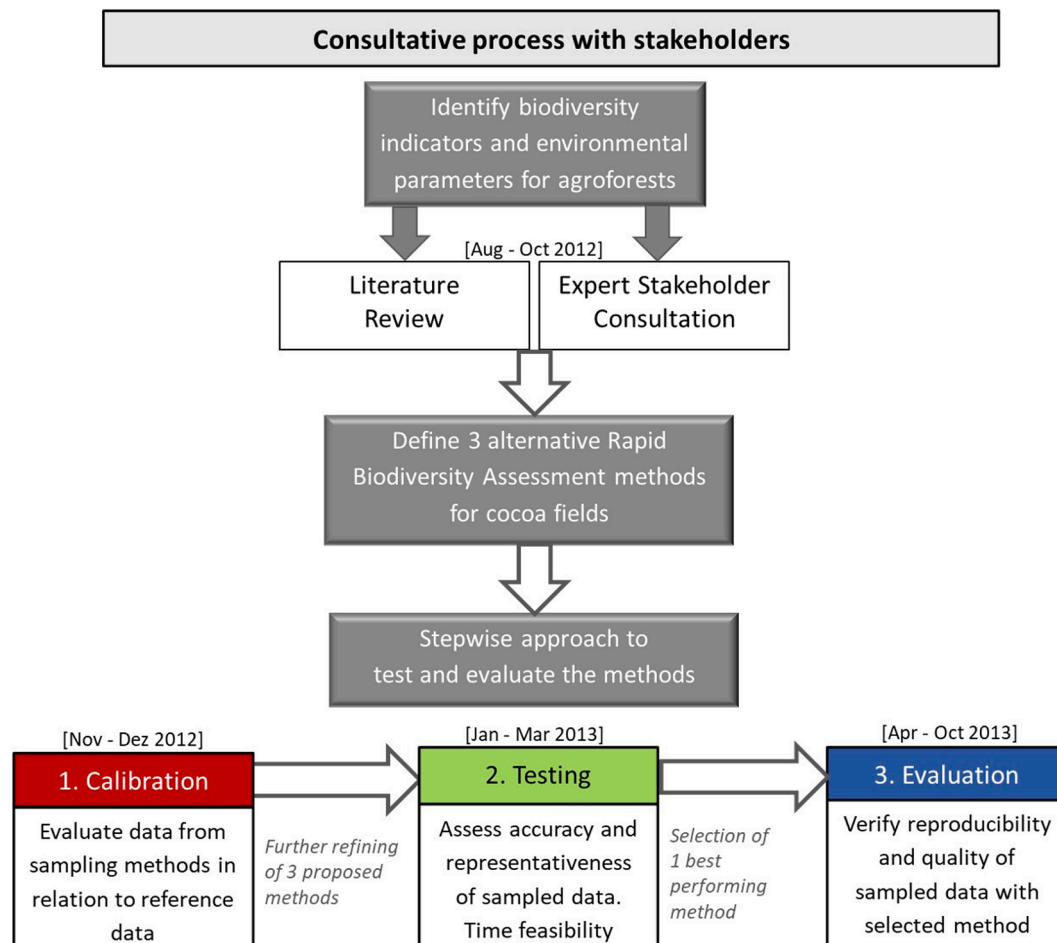 Consultative process with stakeholders
Identify biodiversity
indicators and environmental
parameters for agroforests
[Aug - Oct 2012]
Literature
Review
Expert Stakeholder
Consultation
Define 3 alternative Rapid
Biodiversity Assessment methods
for cocoa fields
Stepwise approach to
test and evaluate the methods
[Nov - Dez 2012]
1. Calibration
Evaluate data from
sampling methods in
relation to reference
data
Further refining
of 3 proposed
methods
[Jan - Mar 2013]
2. Testing
Assess accuracy and
representativeness
of sampled data.
Time feasibility
Selection of
1 best
performing
method
[Apr - Oct 2013]
3. Evaluation
Verify reproducibility
and quality of
sampled data with
selected method